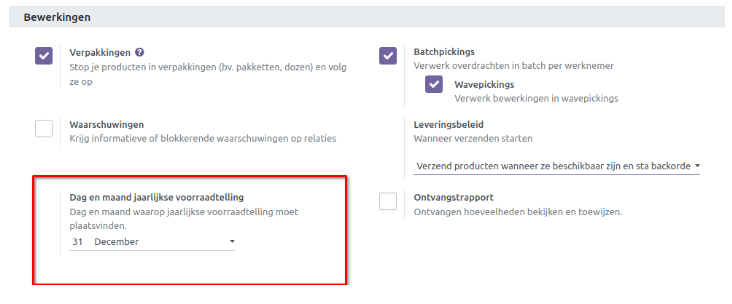 Bewerkingen
Verpakkingen ?
Stop je producten in verpakkingen (bv. pakketten, dozen) en volg
ze op
Batchpickings
Verwerk overdrachten in batch per werknemer
Wavepickings
Verwerk bewerkingen in wavepickings
Waarschuwingen
Krijg informatieve of blokkerende waarschuwingen op relaties
Leveringsbeleid
Wanneer verzenden starten
Verzend producten wanneer ze beschikbaar zijn en sta backorde
Dag en maand jaarlijkse voorraadtelling
Dag en maand waarop jaarlijkse voorraadtelling moet
plaatsvinden.
31 December
Ontvangstrapport
Ontvangen hoeveelheden bekijken en toewijzen.